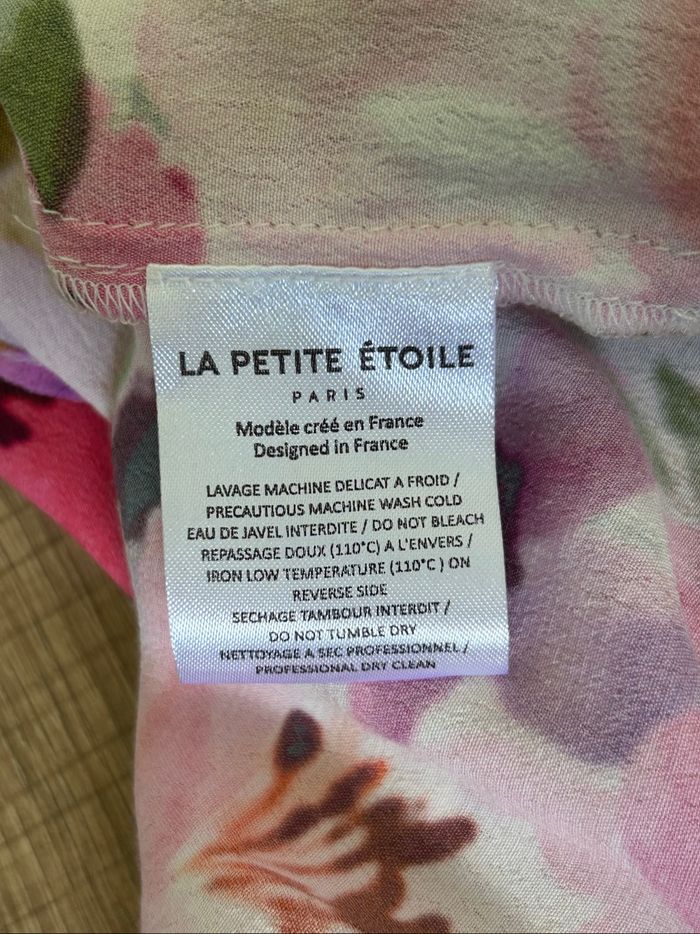 LA PETITE ÉTOILE
PARIS
Modèle créé en France
Designed in France
LAVAGE MACHINE DELICAT A FROID /
PRECAUTIOUS MACHINE WASH COLD
EAU DE JAVEL INTERDITE / DO NOT BLEACH
REPASSAGE DOUX (110°C) A L'ENVERS /
IRON LOW TEMPERATURE (110°C ) ON
REVERSE SIDE
SECHAGE TAMBOUR INTERDIT /
DO NOT TUMBLE DRY
NETTOYAGE A SEC PROFESSIONNEL /
PROFESSIONAL DRY CLEAN